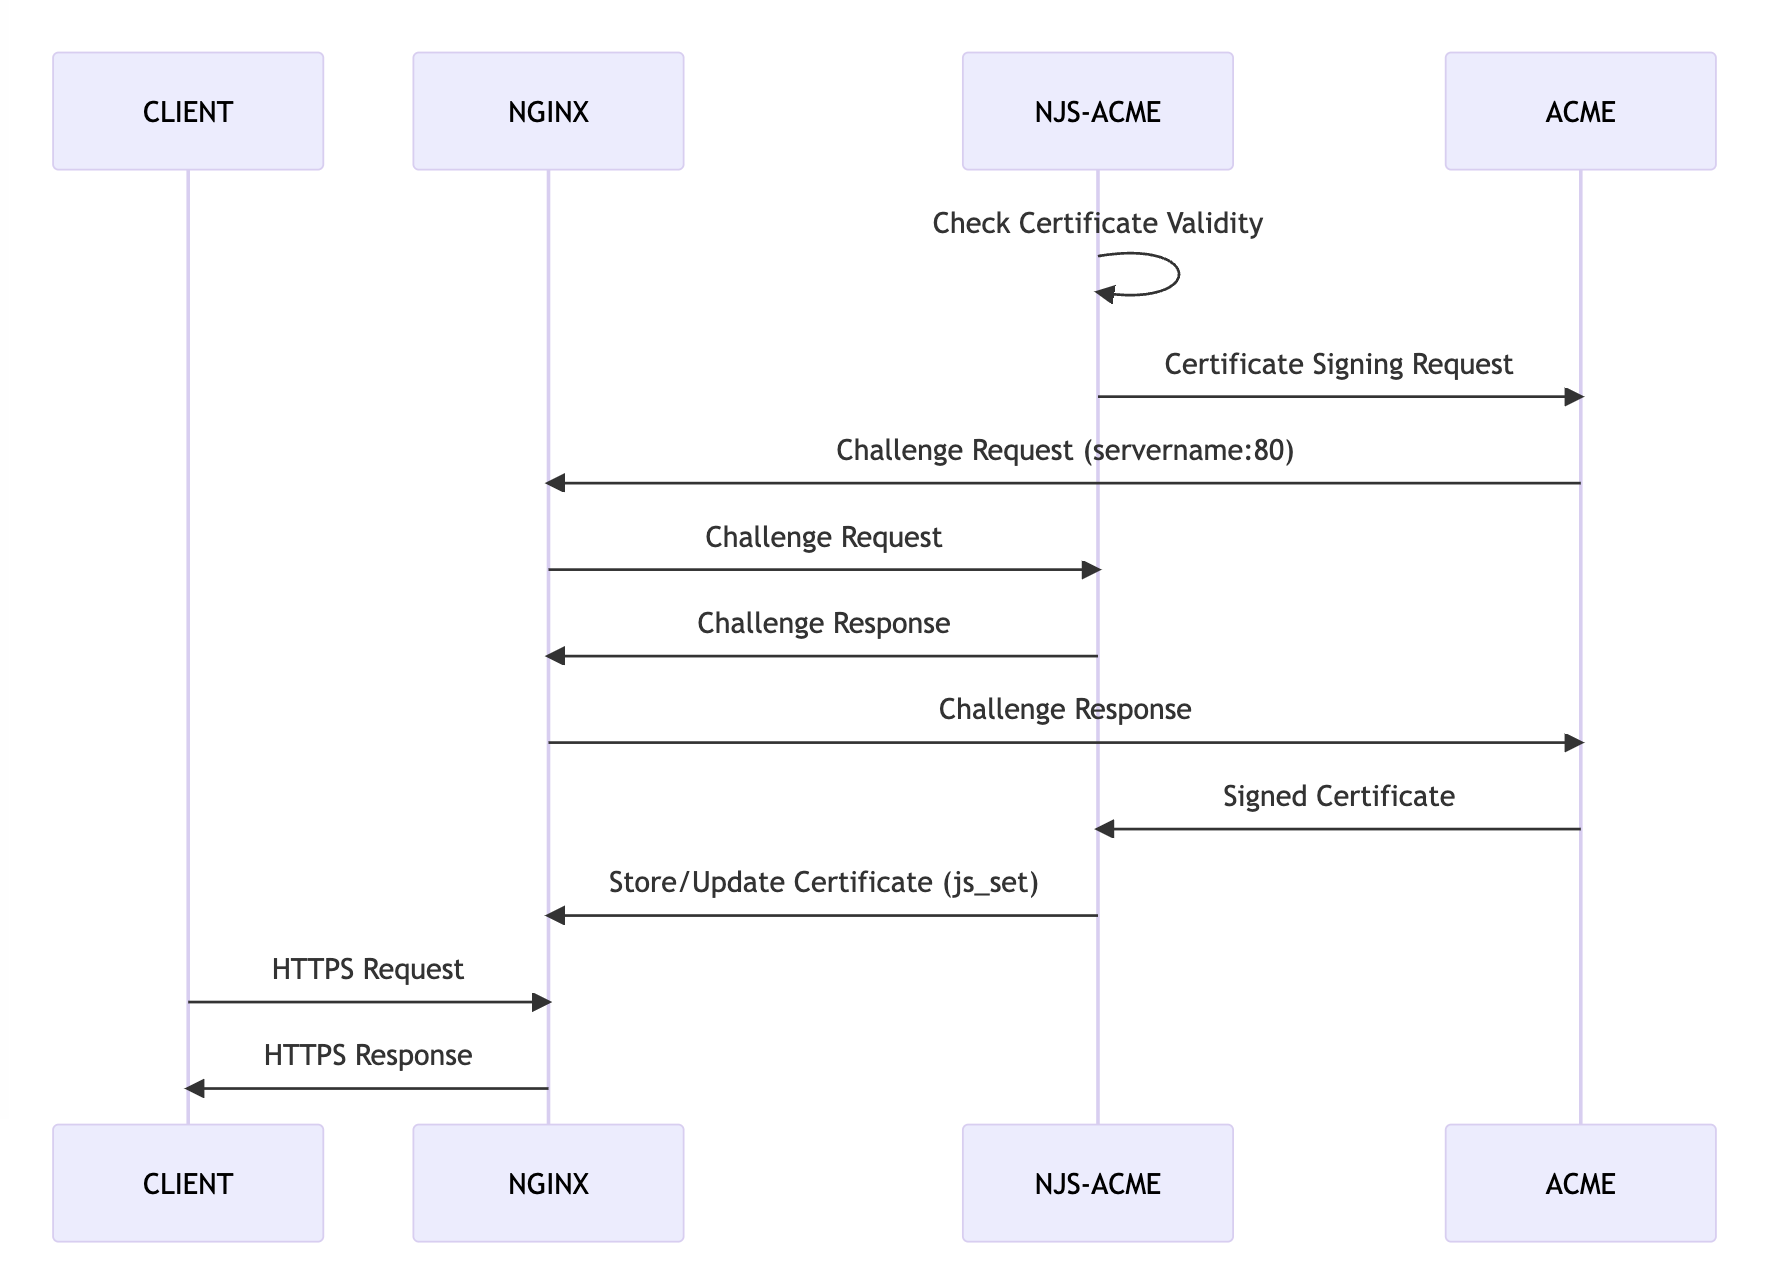 CLIENT
NGINX
NJS-ACME
ACME
Check Certificate Validity
Certificate Signing Request
Challenge Request (servername:80)
Challenge Request
Challenge Response
Challenge Response
Signed Certificate
Store/Update Certificate (js_set)
HTTPS Request
HTTPS Response
CLIENT
NGINX
NJS-ACME
ACME